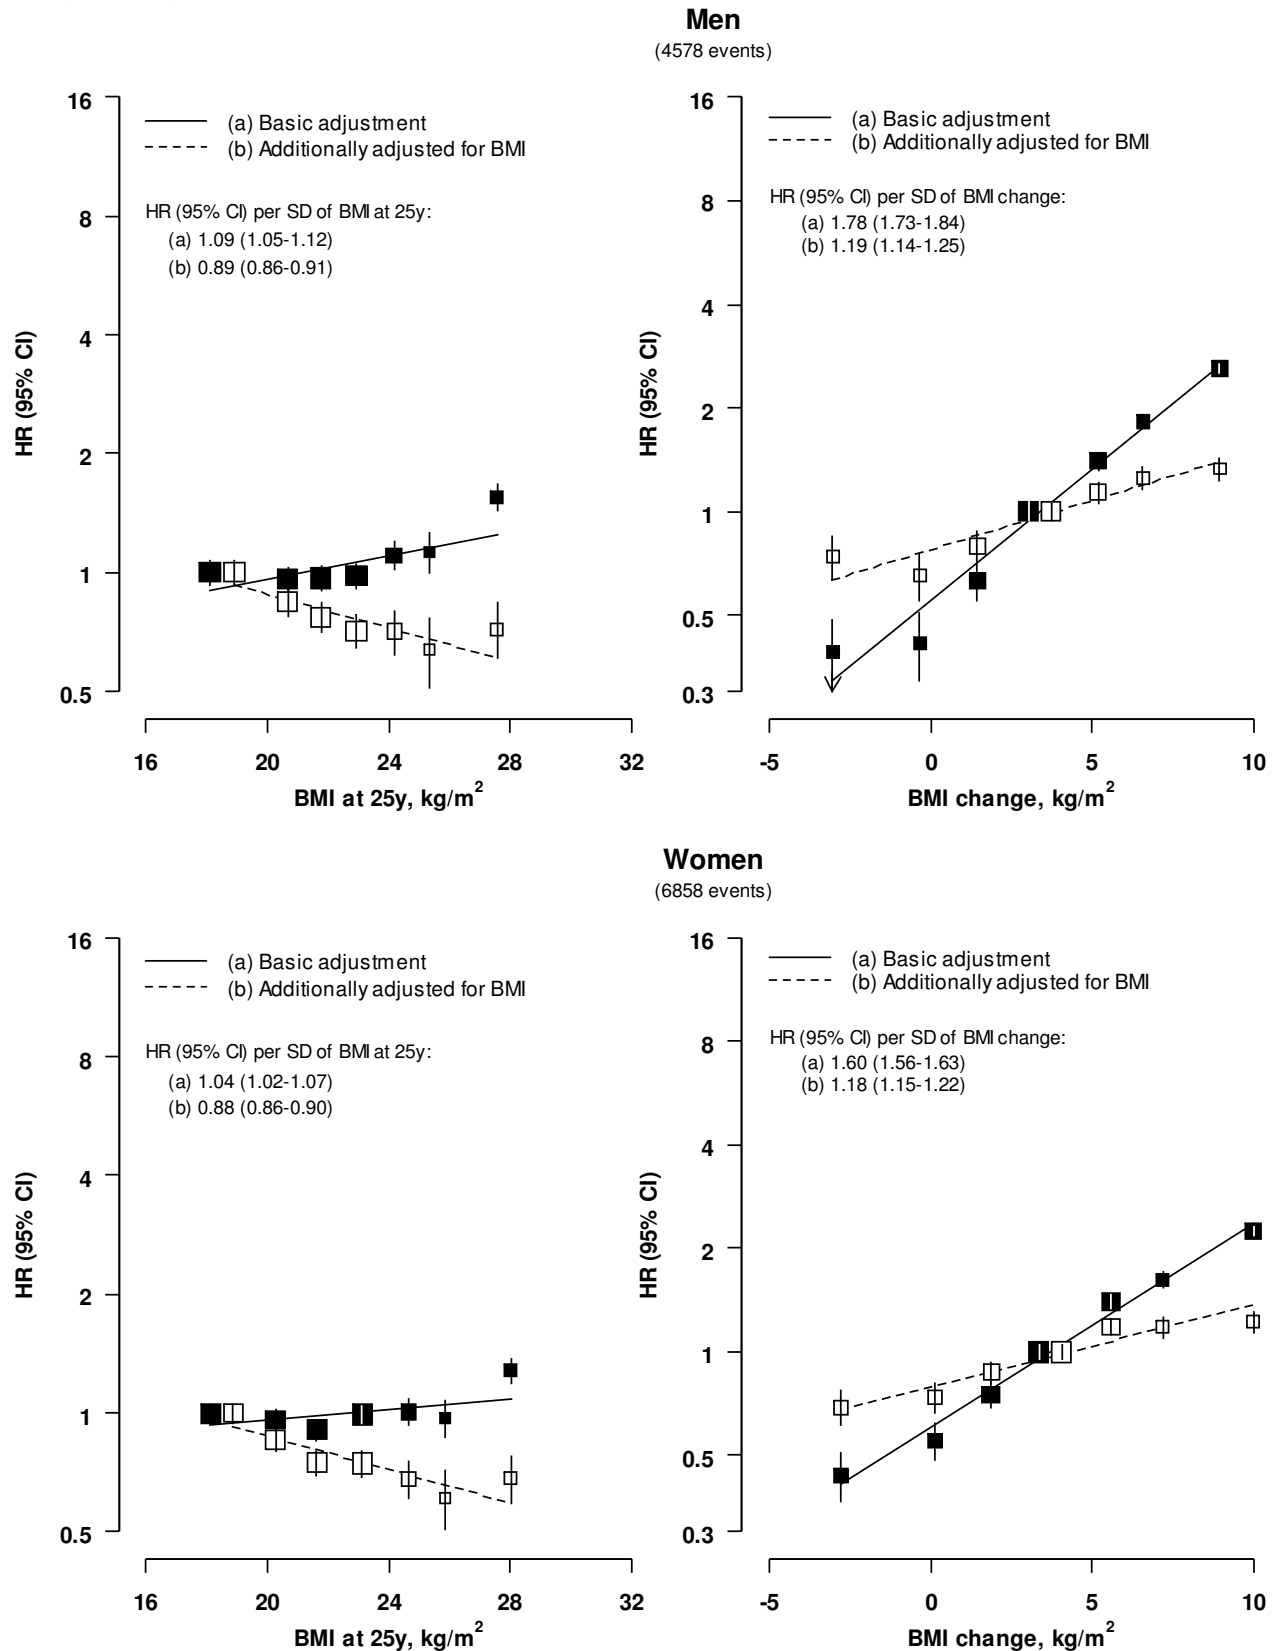 Men
(4578 events)
16
8
4
2
1
0.5
HR (95% CI)
(a) Basic adjustment
(b) Additionally adjusted for BMI
HR (95% CI) per SD of BMI at 25y:
(a) 1.09 (1.05-1.12)
(b) 0.89 (0.86-0.91)
16 20 24 28 32
BMI at 25y, kg/m²
16
8
4
2
1
0.5
0.3
HR (95% CI)
(a) Basic adjustment
(b) Additionally adjusted for BMI
HR (95% CI) per SD of BMI change:
(a) 1.78 (1.73-1.84)
(b) 1.19 (1.14-1.25)
-5 0 5 10
BMI change, kg/m²
Women
(6858 events)
16
8
4
2
1
0.5
HR (95% CI)
(a) Basic adjustment
(b) Additionally adjusted for BMI
HR (95% CI) per SD of BMI at 25y:
(a) 1.04 (1.02-1.07)
(b) 0.88 (0.86-0.90)
16 20 24 28 32
BMI at 25y, kg/m²
16
8
4
2
1
0.5
0.3
HR (95% CI)
(a) Basic adjustment
(b) Additionally adjusted for BMI
HR (95% CI) per SD of BMI change:
(a) 1.60 (1.56-1.63)
(b) 1.18 (1.15-1.22)
-5 0 5 10
BMI change, kg/m²